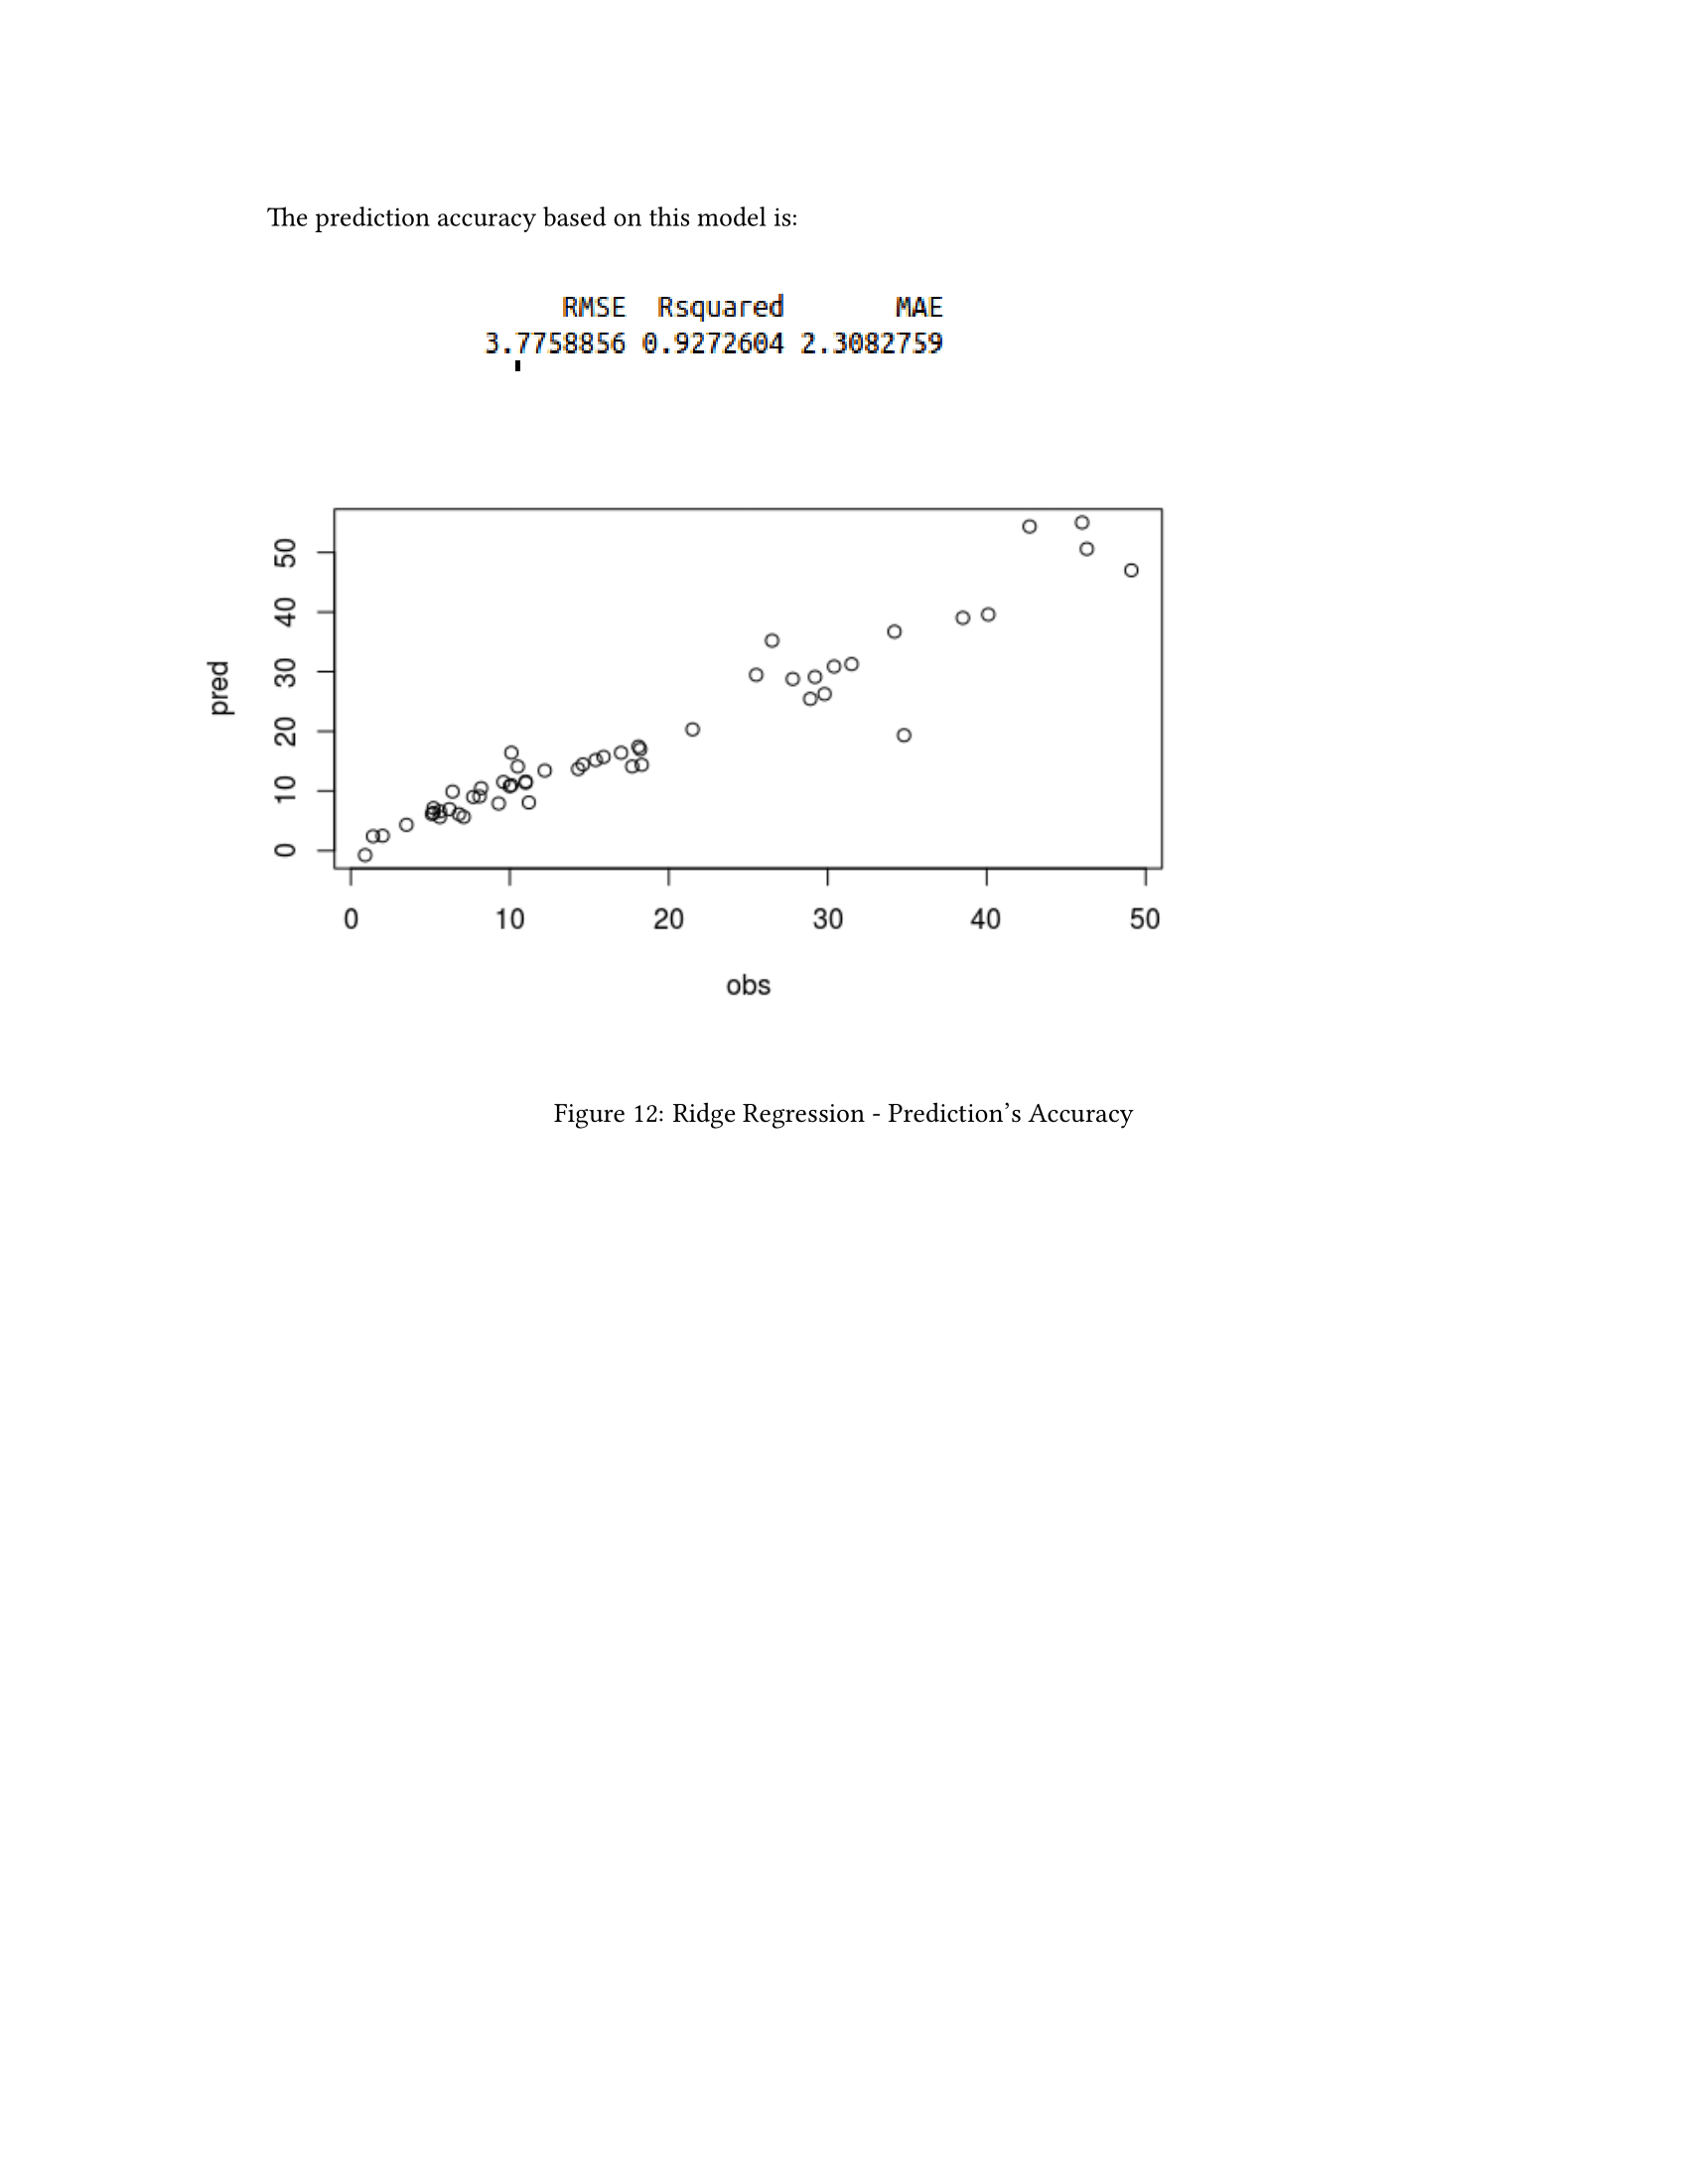 The prediction accuracy based on this model is:
RMSE Rsquared MAE
3.7758856 0.9272604 2.3082759
50
40
30
20
10
0
pred
0 10 20 30 40 50
obs
Figure 12: Ridge Regression - Prediction’s Accuracy